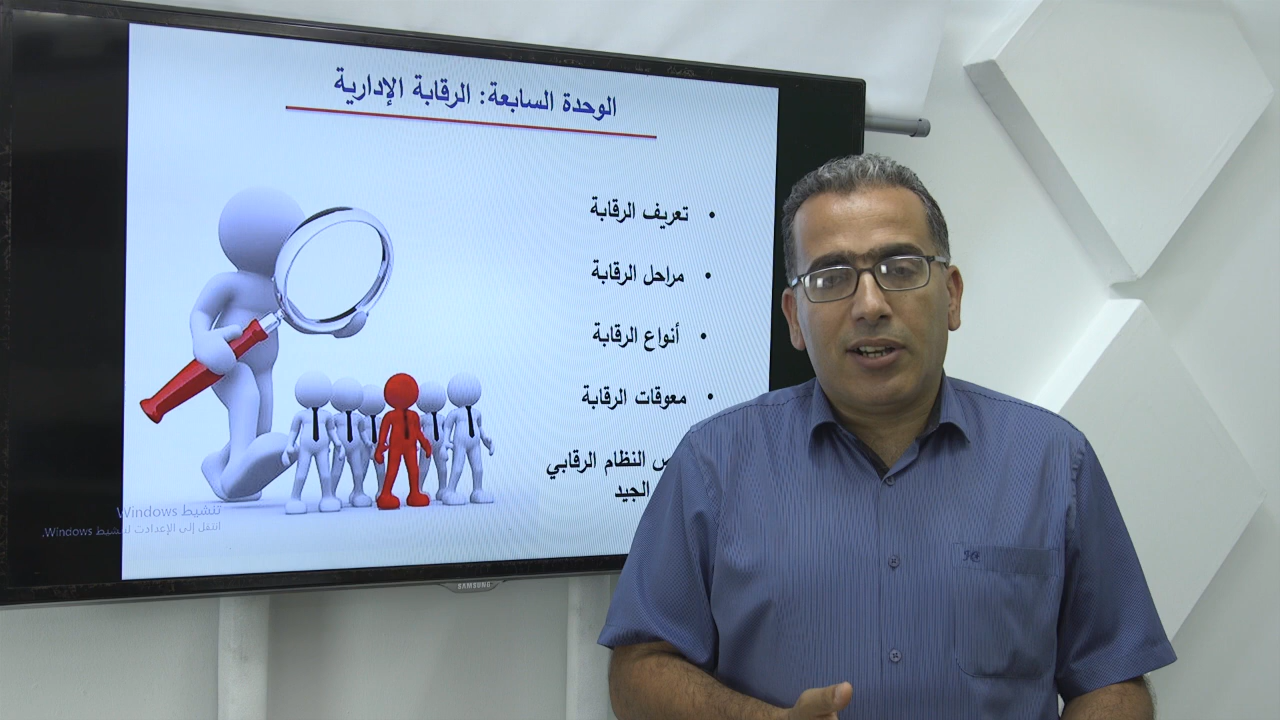 الوحدة السابعة: الرقابة الإدارية
• تعريف الرقابة
• مراحل الرقابة
• أنواع الرقابة
• معوقات الرقابة
النظام الرقابي
الجيد
تنشيط Windows
انتقل إلى الإعدادات لتنشيط Windows.
SAMSUNG